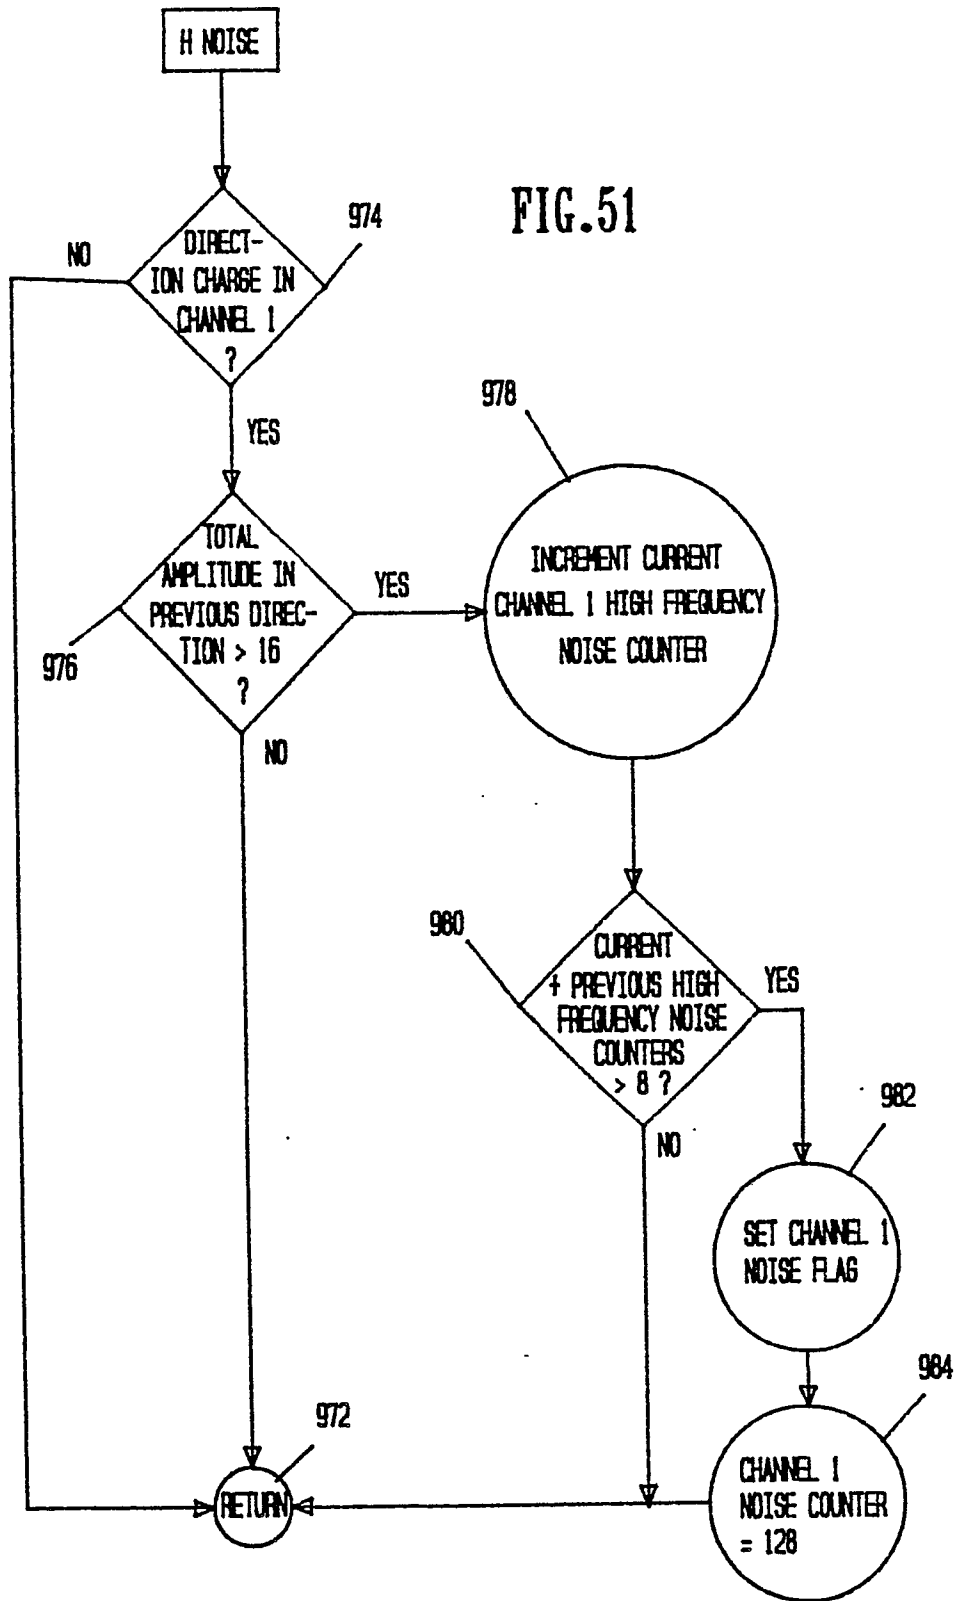 H NOISE
FIG.51
974
NO
DIRECT-
ION CHARGE IN
CHANNEL 1
?
YES
978
TOTAL
AMPLITUDE IN
PREVIOUS DIREC-
TION > 16
?
976
YES
NO
INCREMENT CURRENT
CHANNEL 1 HIGH FREQUENCY
NOISE COUNTER
980
CURRENT
+ PREVIOUS HIGH
FREQUENCY NOISE
COUNTERS
> 8 ?
YES
NO
982
SET CHANNEL 1
NOISE FLAG
984
CHANNEL 1
NOISE COUNTER
= 128
972
RETURN